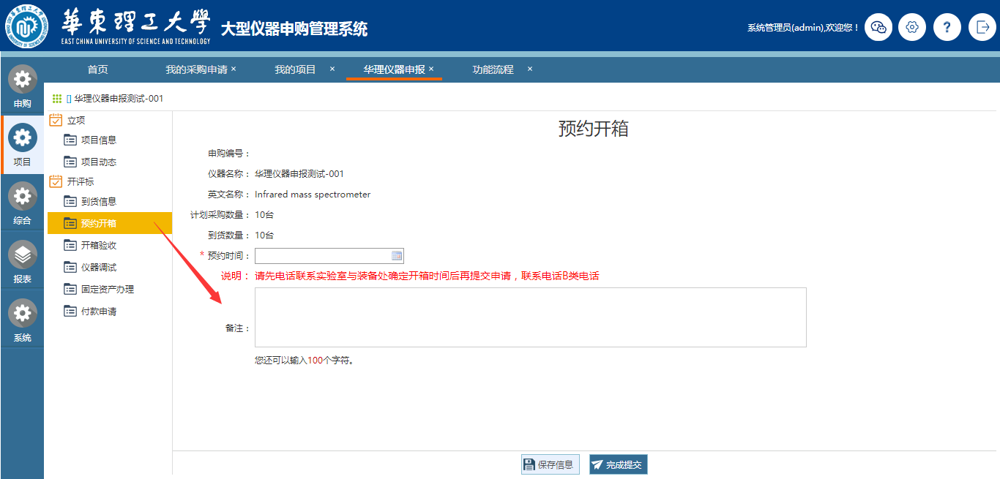 華東理工大學
EAST CHINA UNIVERSITY OF SCIENCE AND TECHNOLOGY
大型仪器申购管理系统
系统管理员(admin),欢迎您！
首页 我的采购申请 × 我的项目 × 华理仪器申报 × 功能流程 ×
申购
项目
综合
报表
系统
[] 华理仪器申报测试-001
立项
项目信息
项目动态
开评标
到货信息
预约开箱
开箱验收
仪器调试
固定资产办理
付款申请
预约开箱
申购编号：
仪器名称：华理仪器申报测试-001
英文名称：Infrared mass spectrometer
计划采购数量：10台
到货数量：10台
* 预约时间：
说明：请先电话联系实验室与装备处确定开箱时间后再提交申请，联系电话B类电话
备注：
您还可以输入100个字符。
保存信息 完成提交